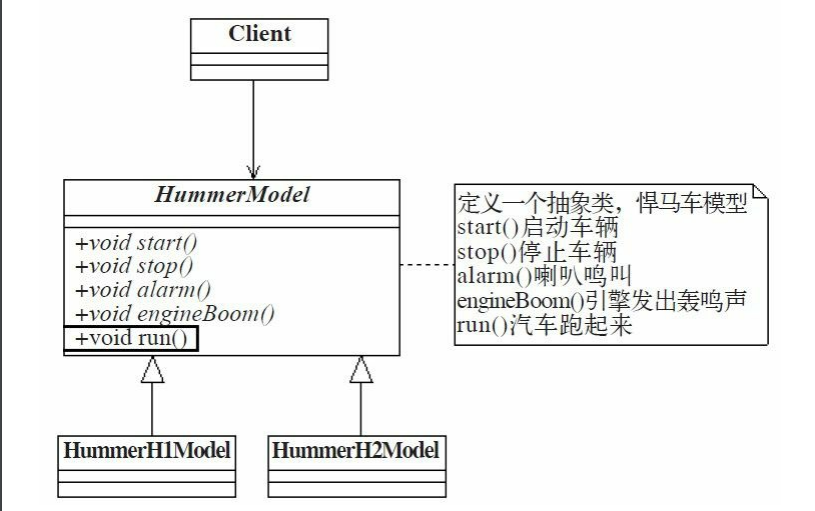 Client
HummerModel
+void start()
+void stop()
+void alarm()
+void engineBoom()
+void run()
定义一个抽象类，悍马车模型
start()启动车辆
stop()停止车辆
alarm()喇叭鸣叫
engineBoom()引擎发出轰鸣声
run()汽车跑起来
HummerH1Model
HummerH2Model